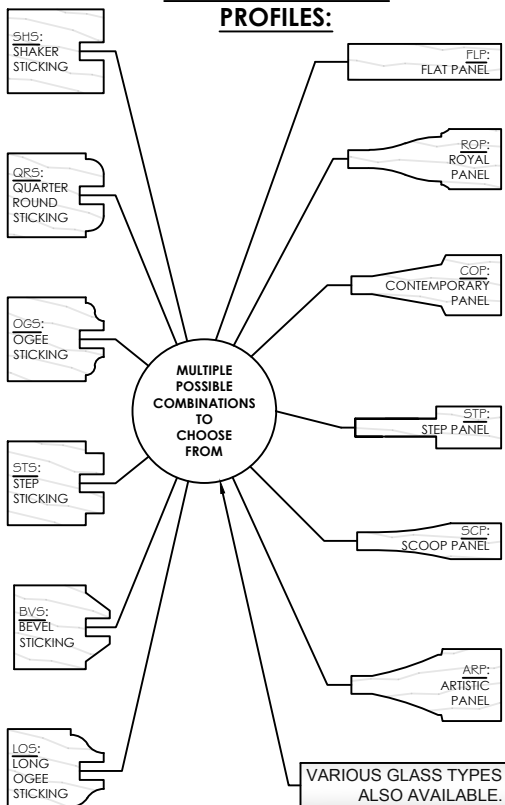 PROFILES:
SHS:
SHAKER
STICKING
QRS:
QUARTER
ROUND
STICKING
OGS:
OGEE
STICKING
STS:
STEP
STICKING
BVS:
BEVEL
STICKING
LOS:
LONG
OGEE
STICKING
MULTIPLE
POSSIBLE
COMBINATIONS
TO
CHOOSE
FROM
FLP:
FLAT PANEL
ROP:
ROYAL
PANEL
COP:
CONTEMPORARY
PANEL
STP:
STEP PANEL
SCP:
SCOOP PANEL
ARP:
ARTISTIC
PANEL
VARIOUS GLASS TYPES
ALSO AVAILABLE.